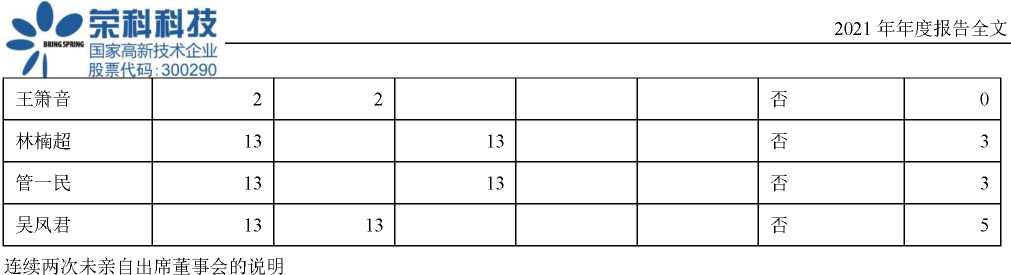 荣科科技
BRINGSPRING
国家高新技术企业
股票代码:300290
2021 年年度报告全文
王箫音 2 2 否 0
林楠超 13 13 否 3
管一民 13 13 否 3
吴凤君 13 13 否 5
连续两次未亲自出席董事会的说明